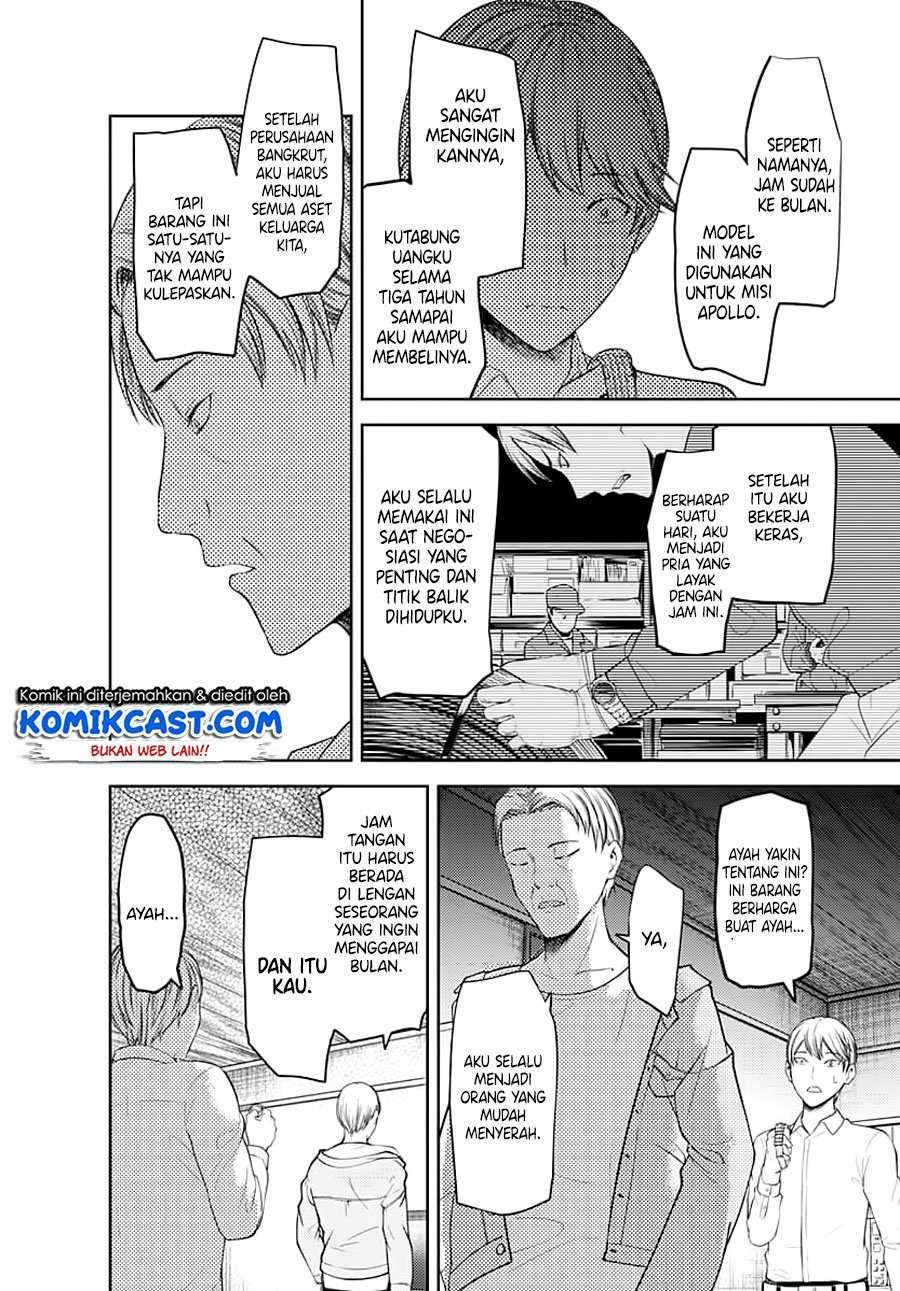 SEPERTI
NAMANYA,
JAM SUDAH
KE BULAN.
MODEL
INI YANG
DIGUNAKAN
UNTUK MISI
APOLLO.
AKU
SANGAT
MENGINGIN
KANNYA,
KUTABUNG
UANGKU
SELAMA
TIGA TAHUN
SAMAPAI
AKU MAMPU
MEMBELINYA.
SETELAH
PERUSAHAAN
BANGKRUT,
AKU HARUS
MENJUAL
SEMUA ASET
KELUARGA
KITA,
TAPI
BARANG INI
SATU-SATU-
NYA YANG
TAK MAMPU
KULEPASKAN.
SETELAH
ITU AKU
BEKERJA
KERAS,
BERHARAP
SUATU
HARI, AKU
MENJADI
PRIA YANG
LAYAK
DENGAN
JAM INI.
AKU SELALU
MEMAKAI INI
SAAT NEGO-
SIASI YANG
PENTING DAN
TITIK BALIK
DIHIDUPKU.
Komik ini diterjemahkan & diedit oleh
KOMIKCAST.COM
BUKAN WEB LAIN!!
AYAH YAKIN
TENTANG INI?
INI BARANG
BERHARGA
BUAT AYAH...
YA,
AKU SELALU
MENJADI
ORANG YANG
MUDAH
MENYERAH.
JAM
TANGAN
ITU HARUS
BERADA
DI LENGAN
SESEORANG
YANG INGIN
MENGGAPAI
BULAN.
DAN ITU
KAU.
AYAH...